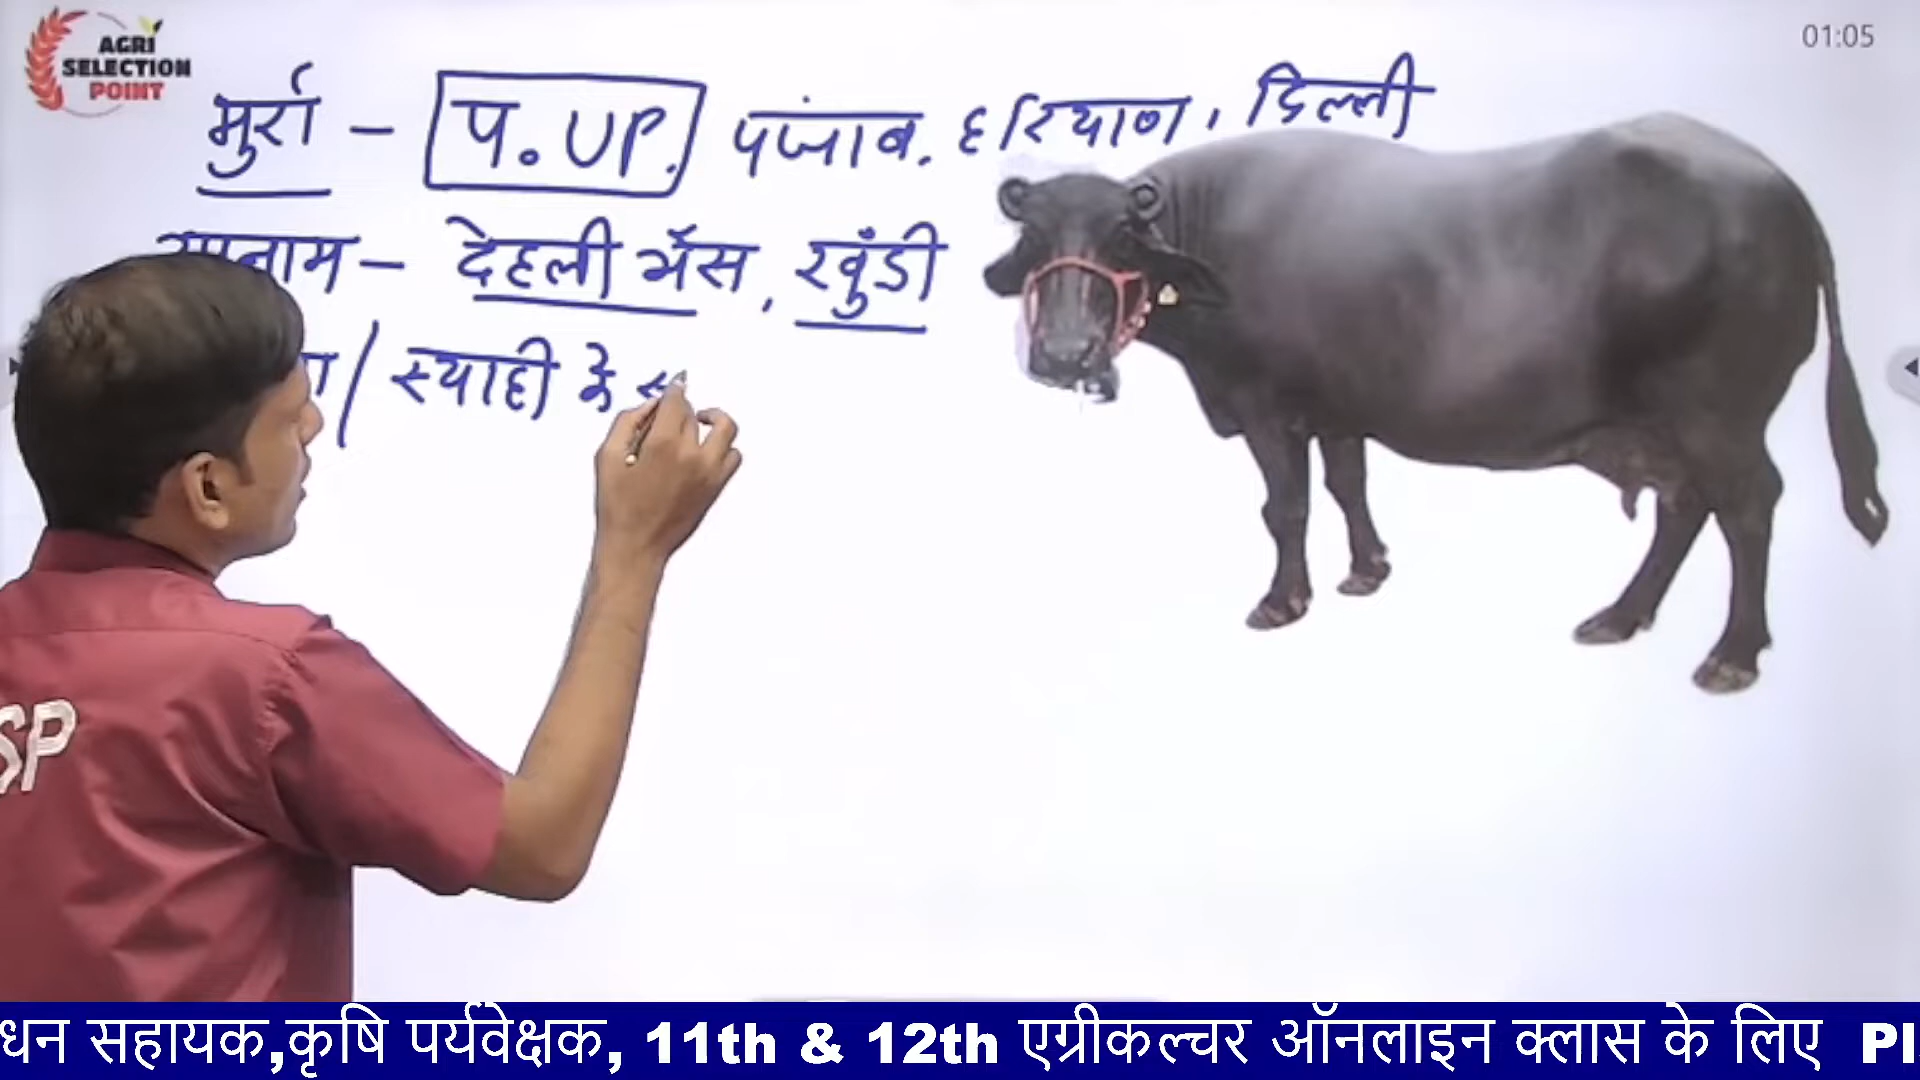 AGRI
SELECTION
POINT
01:05
मुर्रा - प. UP. पंजाब, हरियाणा, दिल्ली
- देहली भैंस, खुंडी
/ स्याही के
SP
धन सहायक,कृषि पर्यवेक्षक, 11th & 12th एग्रीकल्चर ऑनलाइन क्लास के लिए Pl